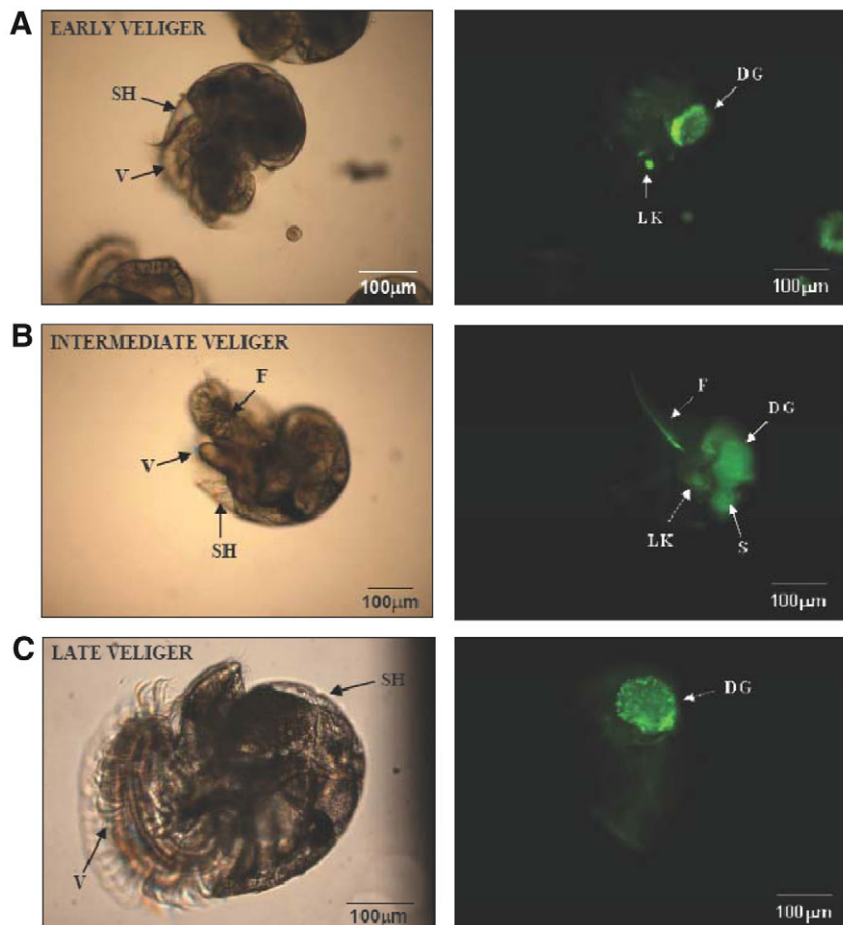 A
EARLY VELIGER
SH
V
100µm
DG
LK
100µm
B
INTERMEDIATE VELIGER
F
V
SH
100µm
F
DG
LK
S
100µm
C
LATE VELIGER
SH
V
100µm
DG
100µm